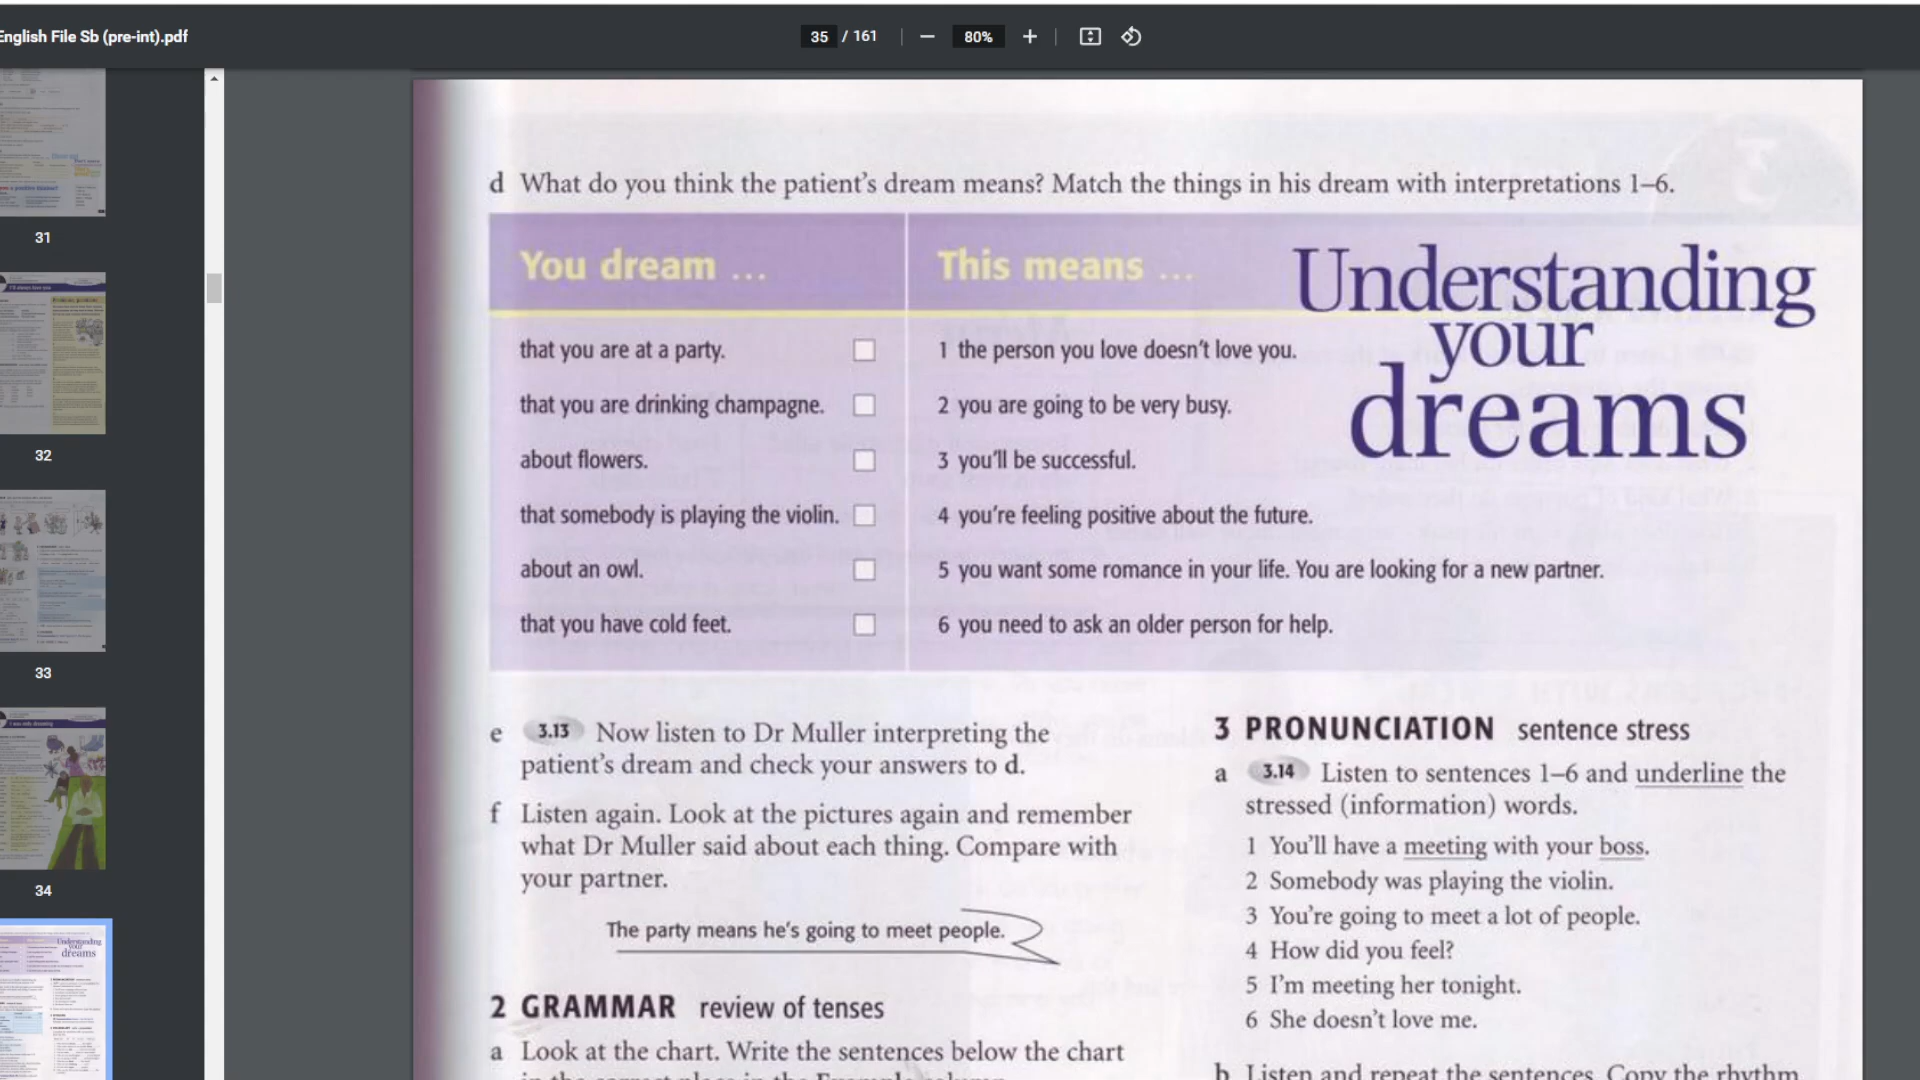 English File Sb (pre-int).pdf
35 / 161
80%
31
32
33
34
d What do you think the patient's dream means? Match the things in his dream with interpretations 1–6.
Understanding
your
dreams
You dream ...
This means ...
that you are at a party.
1 the person you love doesn't love you.
that you are drinking champagne.
2 you are going to be very busy.
about flowers.
3 you'll be successful.
that somebody is playing the violin.
4 you're feeling positive about the future.
about an owl.
5 you want some romance in your life. You are looking for a new partner.
that you have cold feet.
6 you need to ask an older person for help.
e 3.13 Now listen to Dr Muller interpreting the
patient's dream and check your answers to d.
f Listen again. Look at the pictures again and remember
what Dr Muller said about each thing. Compare with
your partner.
The party means he's going to meet people.
2 GRAMMAR review of tenses
a Look at the chart. Write the sentences below the chart
in the correct place in the Example column.
3 PRONUNCIATION sentence stress
a 3.14 Listen to sentences 1–6 and underline the
stressed (information) words.
1 You'll have a meeting with your boss.
2 Somebody was playing the violin.
3 You're going to meet a lot of people.
4 How did you feel?
5 I'm meeting her tonight.
6 She doesn't love me.
b Listen and repeat the sentences. Copy the rhythm